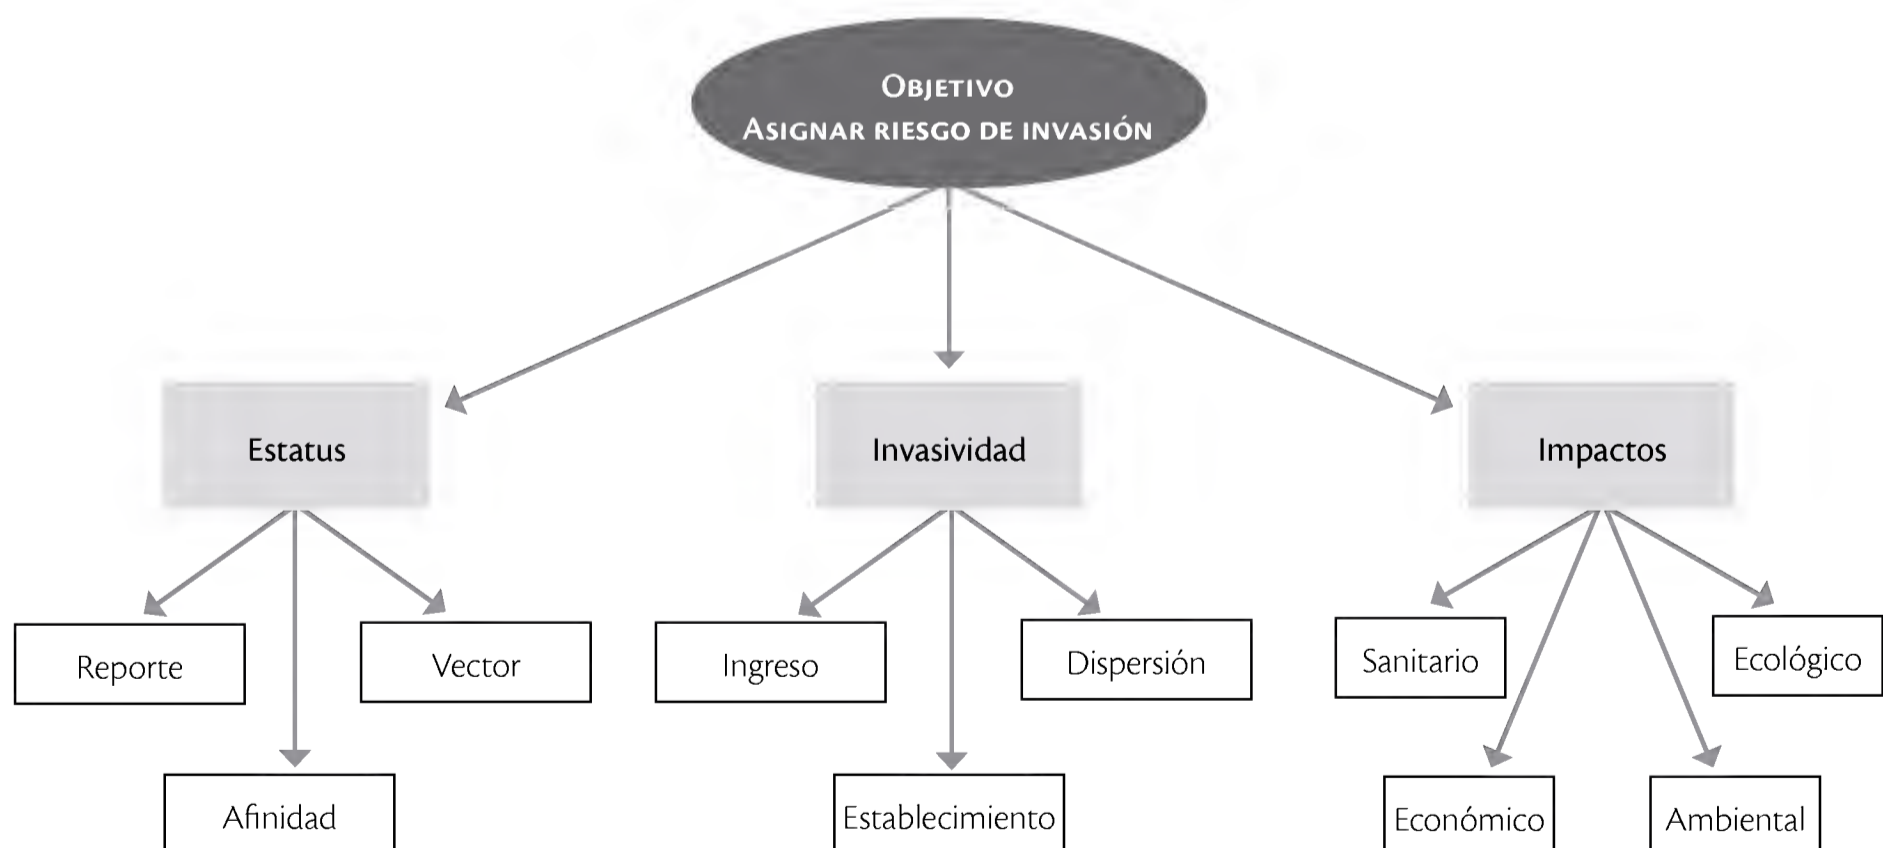 OBJETIVO
ASIGNAR RIESGO DE INVASIÓN
Estatus
Invasividad
Impactos
Reporte
Vector
Ingreso
Dispersión
Sanitario
Ecológico
Afinidad
Establecimiento
Económico
Ambiental